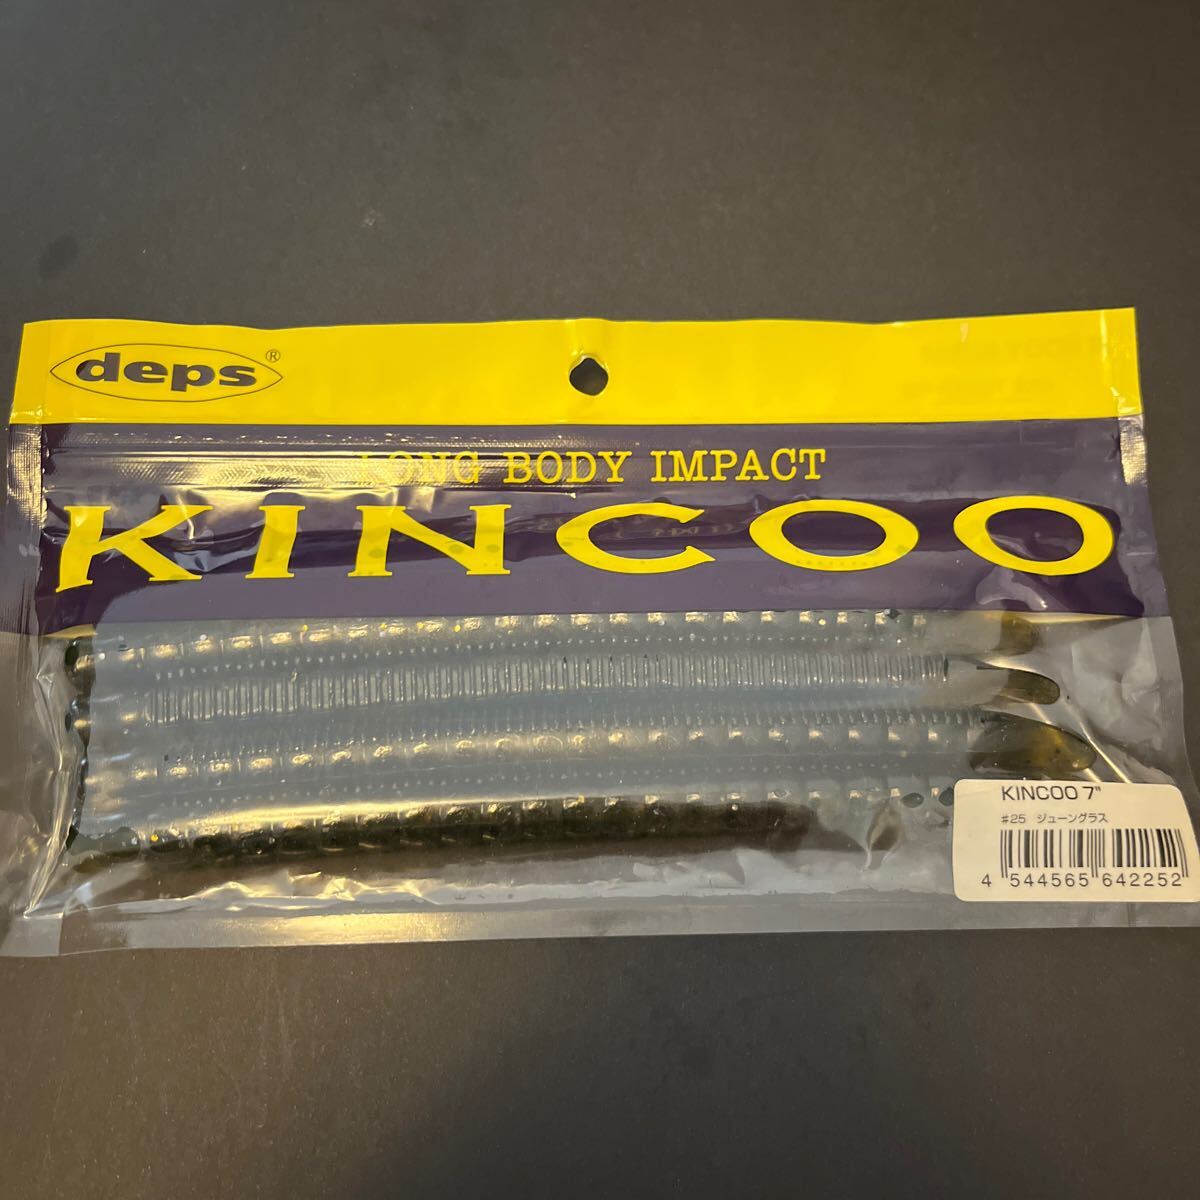 deps®
LONG BODY IMPACT
KINCOO
KINCOO 7"
#25 ジューングラス
4 544565 642252